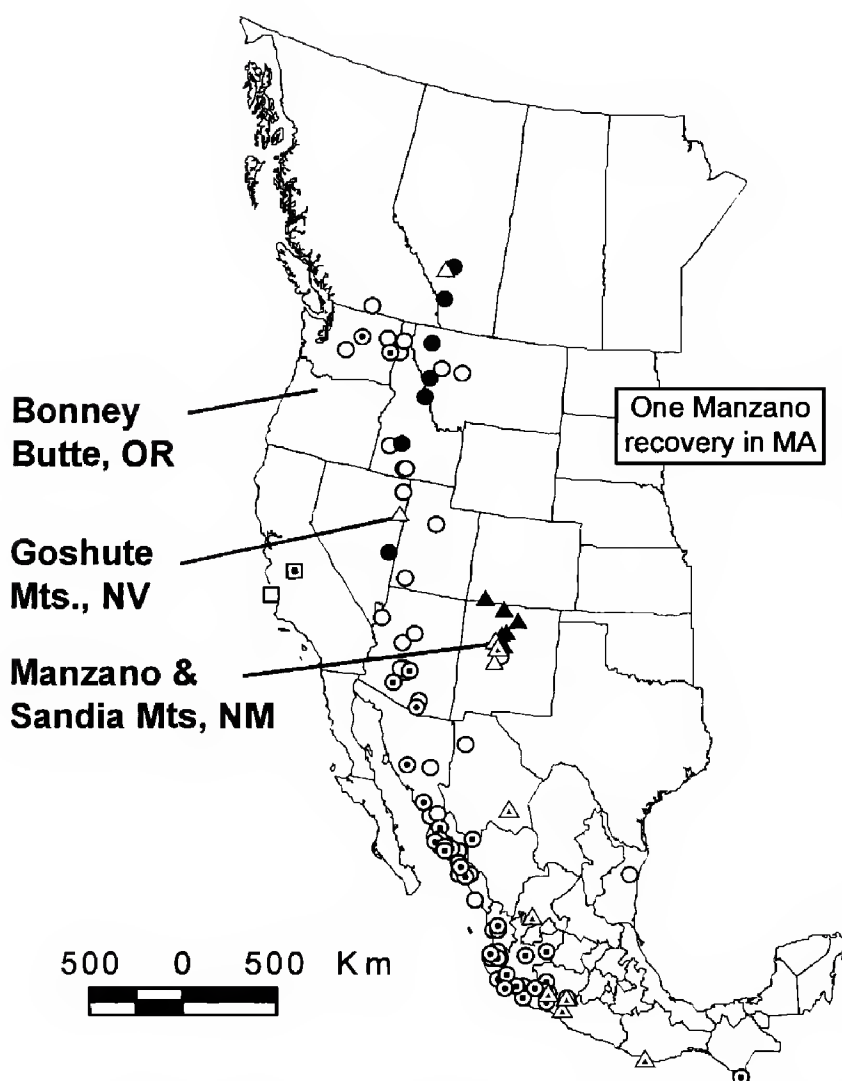 One Manzano
recovery in MA
Bonney
Butte, OR
Goshute
Mts., NV
Manzano &
Sandia Mts, NM
500 0 500 Km